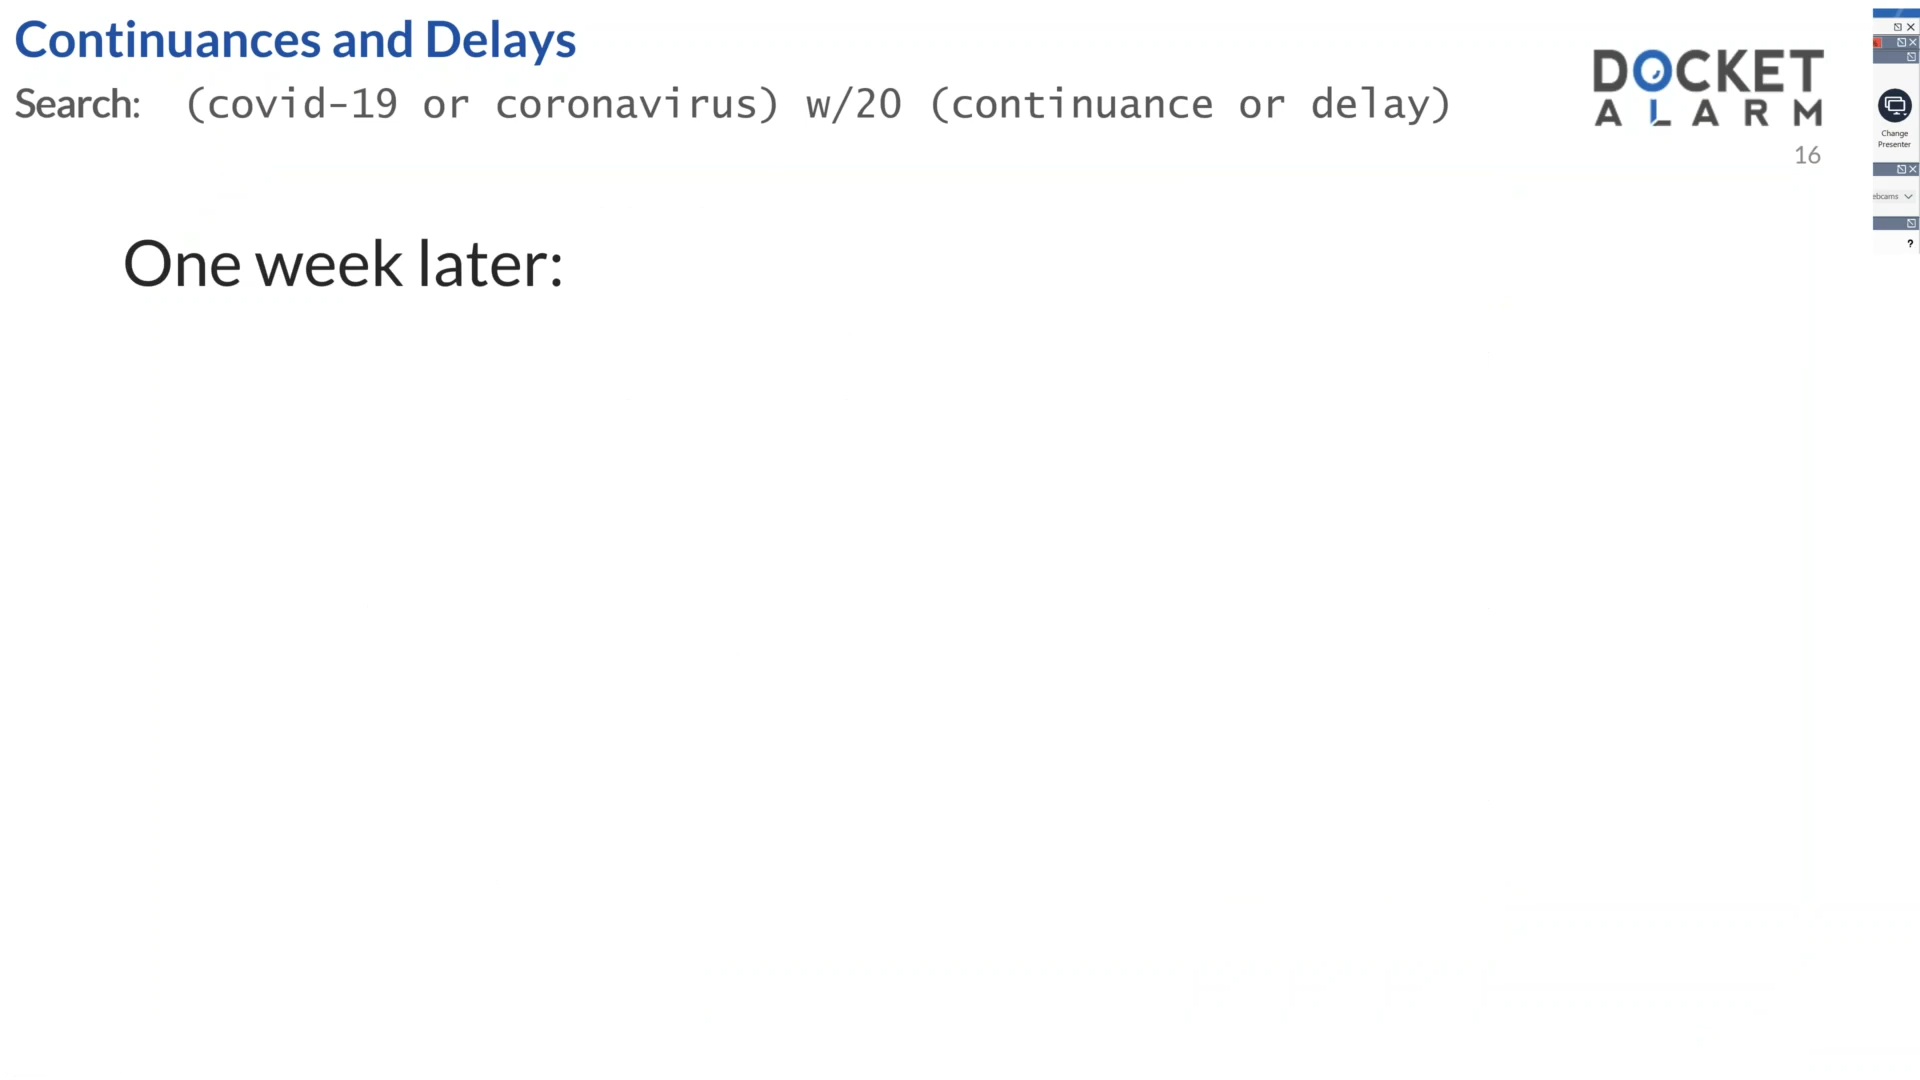 Continuances and Delays
Search: (covid-19 or coronavirus) w/20 (continuance or delay)
DOCKET
ALARM
16
One week later:
Change
Presenter
ebcams
?